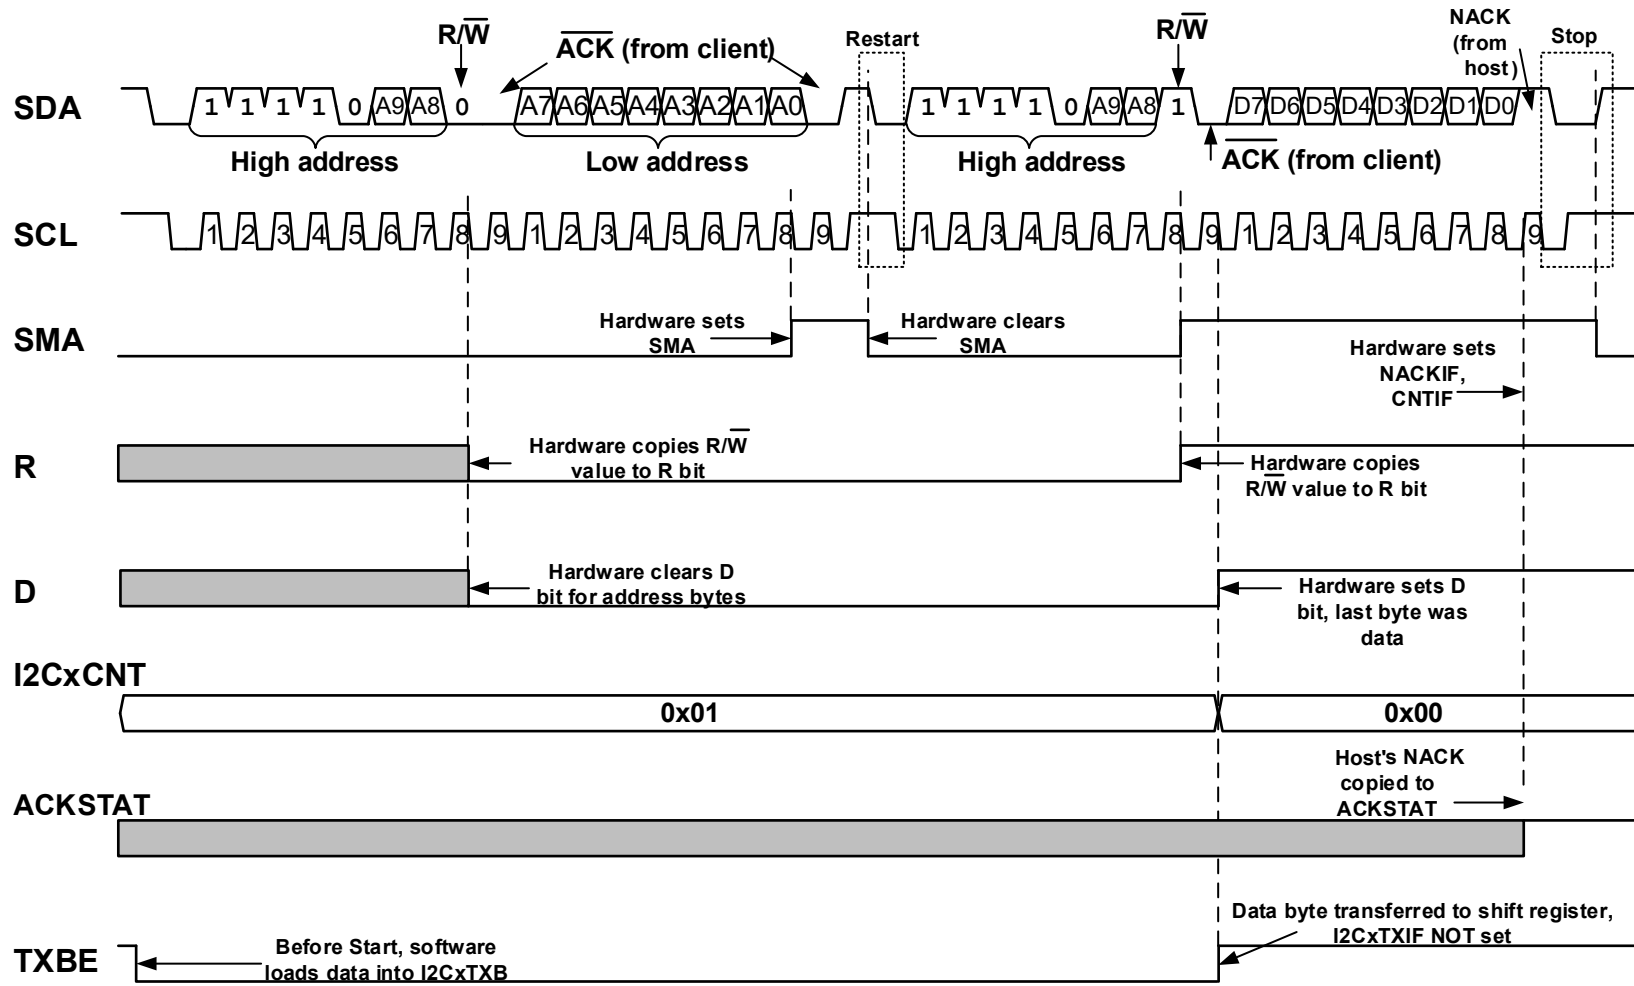 R/W
ACK (from client)
Restart
R/W
NACK
(from
host)
Stop
SDA
1 1 1 1 0 A9 A8 0 A7 A6 A5 A4 A3 A2 A1 A0 1 1 1 1 0 A9 A8 1 D7 D6 D5 D4 D3 D2 D1 D0
High address
Low address
High address
ACK (from client)
SCL
1 2 3 4 5 6 7 8 9 1 2 3 4 5 6 7 8 9 1 2 3 4 5 6 7 8 9 1 2 3 4 5 6 7 8 9
SMA
Hardware sets
SMA
Hardware clears
SMA
Hardware sets
NACKIF,
CNTIF
R
Hardware copies R/W
value to R bit
Hardware copies
R/W value to R bit
D
Hardware clears D
bit for address bytes
Hardware sets D
bit, last byte was
data
I2CxCNT
0x01
0x00
ACKSTAT
Host's NACK
copied to
ACKSTAT
TXBE
Before Start, software
loads data into I2CxTXB
Data byte transferred to shift register,
I2CxTXIF NOT set